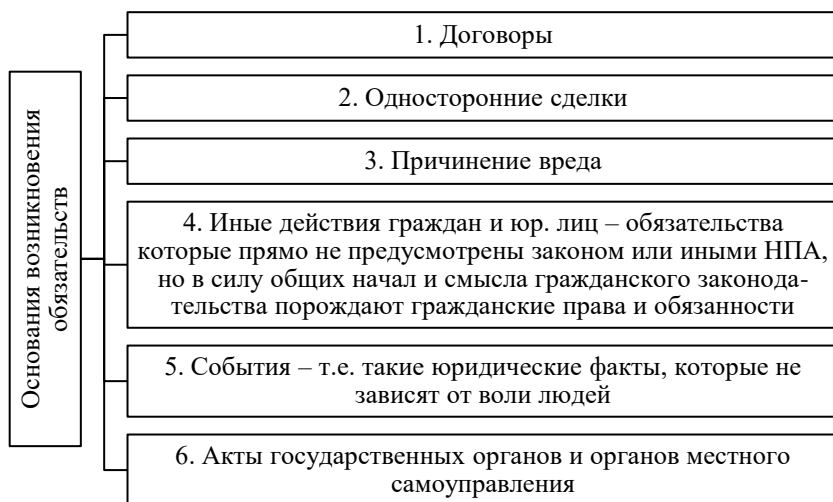 Основания возникновения
обязательств
1. Договоры
2. Односторонние сделки
3. Причинение вреда
4. Иные действия граждан и юр. лиц – обязательства
которые прямо не предусмотрены законом или иными НПА,
но в силу общих начал и смысла гражданского законода-
тельства порождают гражданские права и обязанности
5. События – т.е. такие юридические факты, которые не
зависят от воли людей
6. Акты государственных органов и органов местного
самоуправления